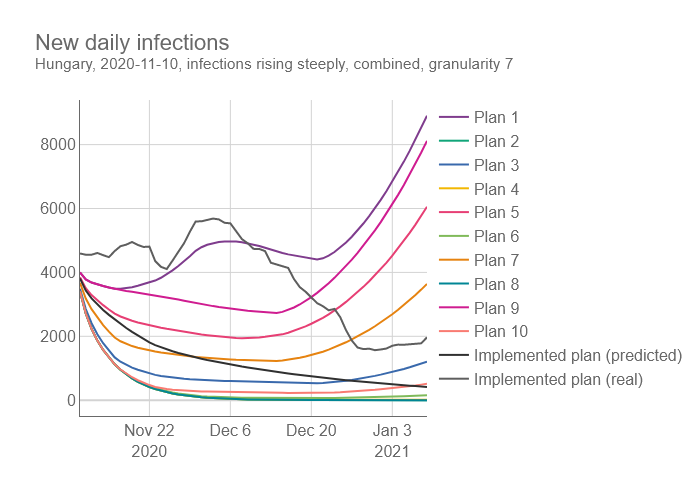 New daily infections
Hungary, 2020-11-10, infections rising steeply, combined, granularity 7
8000
6000
4000
2000
0
Nov 22
2020
Dec 6
Dec 20
Jan 3
2021
Plan 1
Plan 2
Plan 3
Plan 4
Plan 5
Plan 6
Plan 7
Plan 8
Plan 9
Plan 10
Implemented plan (predicted)
Implemented plan (real)